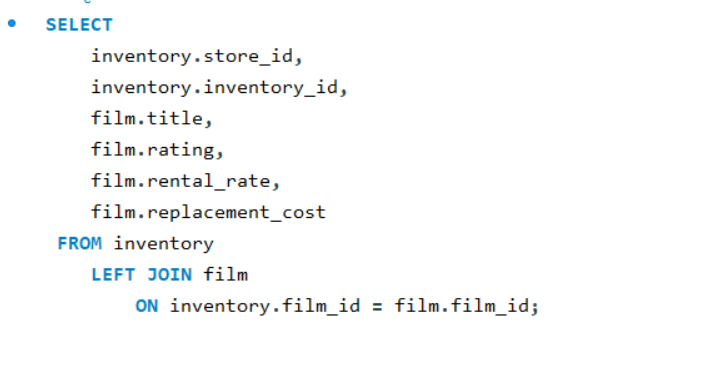 SELECT
inventory.store_id,
inventory.inventory_id,
film.title,
film.rating,
film.rental_rate,
film.replacement_cost
FROM inventory
LEFT JOIN film
ON inventory.film_id = film.film_id;